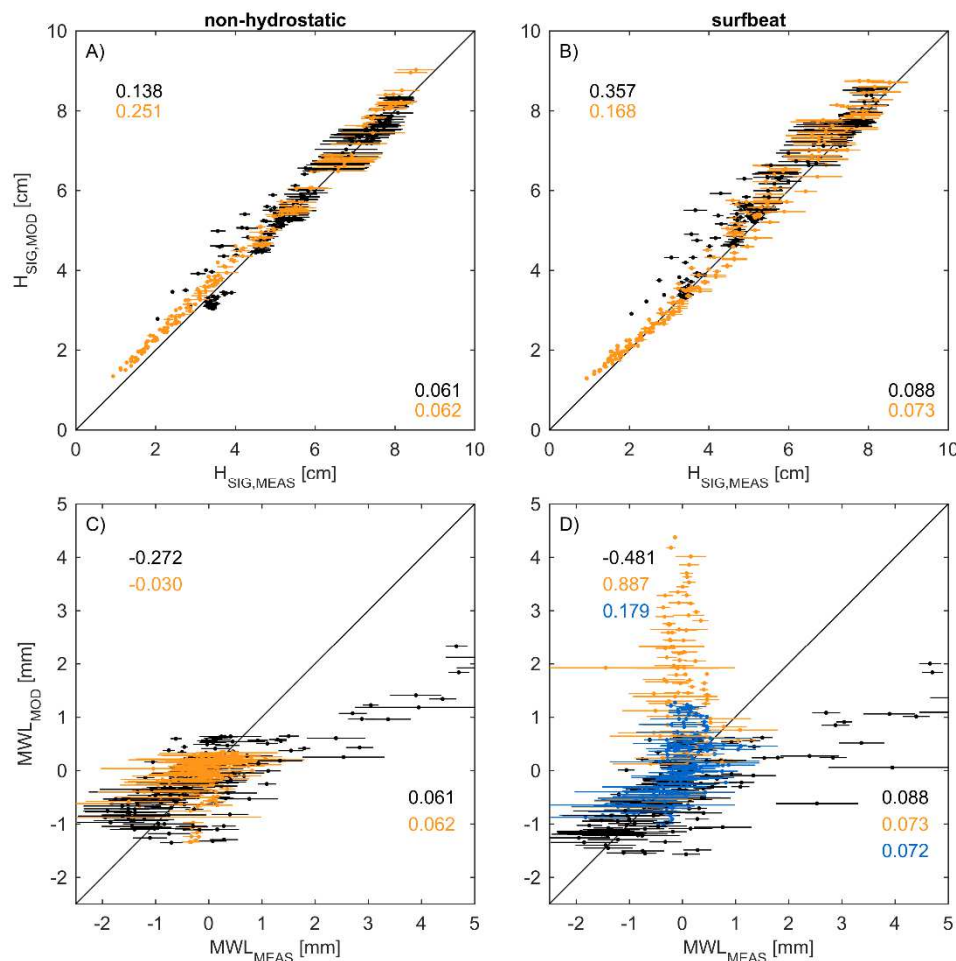 non-hydrostatic
surfbeat
A)
0.138
0.251
0.061
0.062
10
8
6
4
2
0
H_SIG,MOD [cm]
0 2 4 6 8 10
H_SIG,MEAS [cm]
B)
0.357
0.168
0.088
0.073
10
8
6
4
2
0
0 2 4 6 8 10
H_SIG,MEAS [cm]
C)
-0.272
-0.030
0.061
0.062
5
4
3
2
1
0
-1
-2
MWL_MOD [mm]
-2 -1 0 1 2 3 4 5
MWL_MEAS [mm]
D)
-0.481
0.887
0.179
0.088
0.073
0.072
5
4
3
2
1
0
-1
-2
MWL_MOD [mm]
-2 -1 0 1 2 3 4 5
MWL_MEAS [mm]